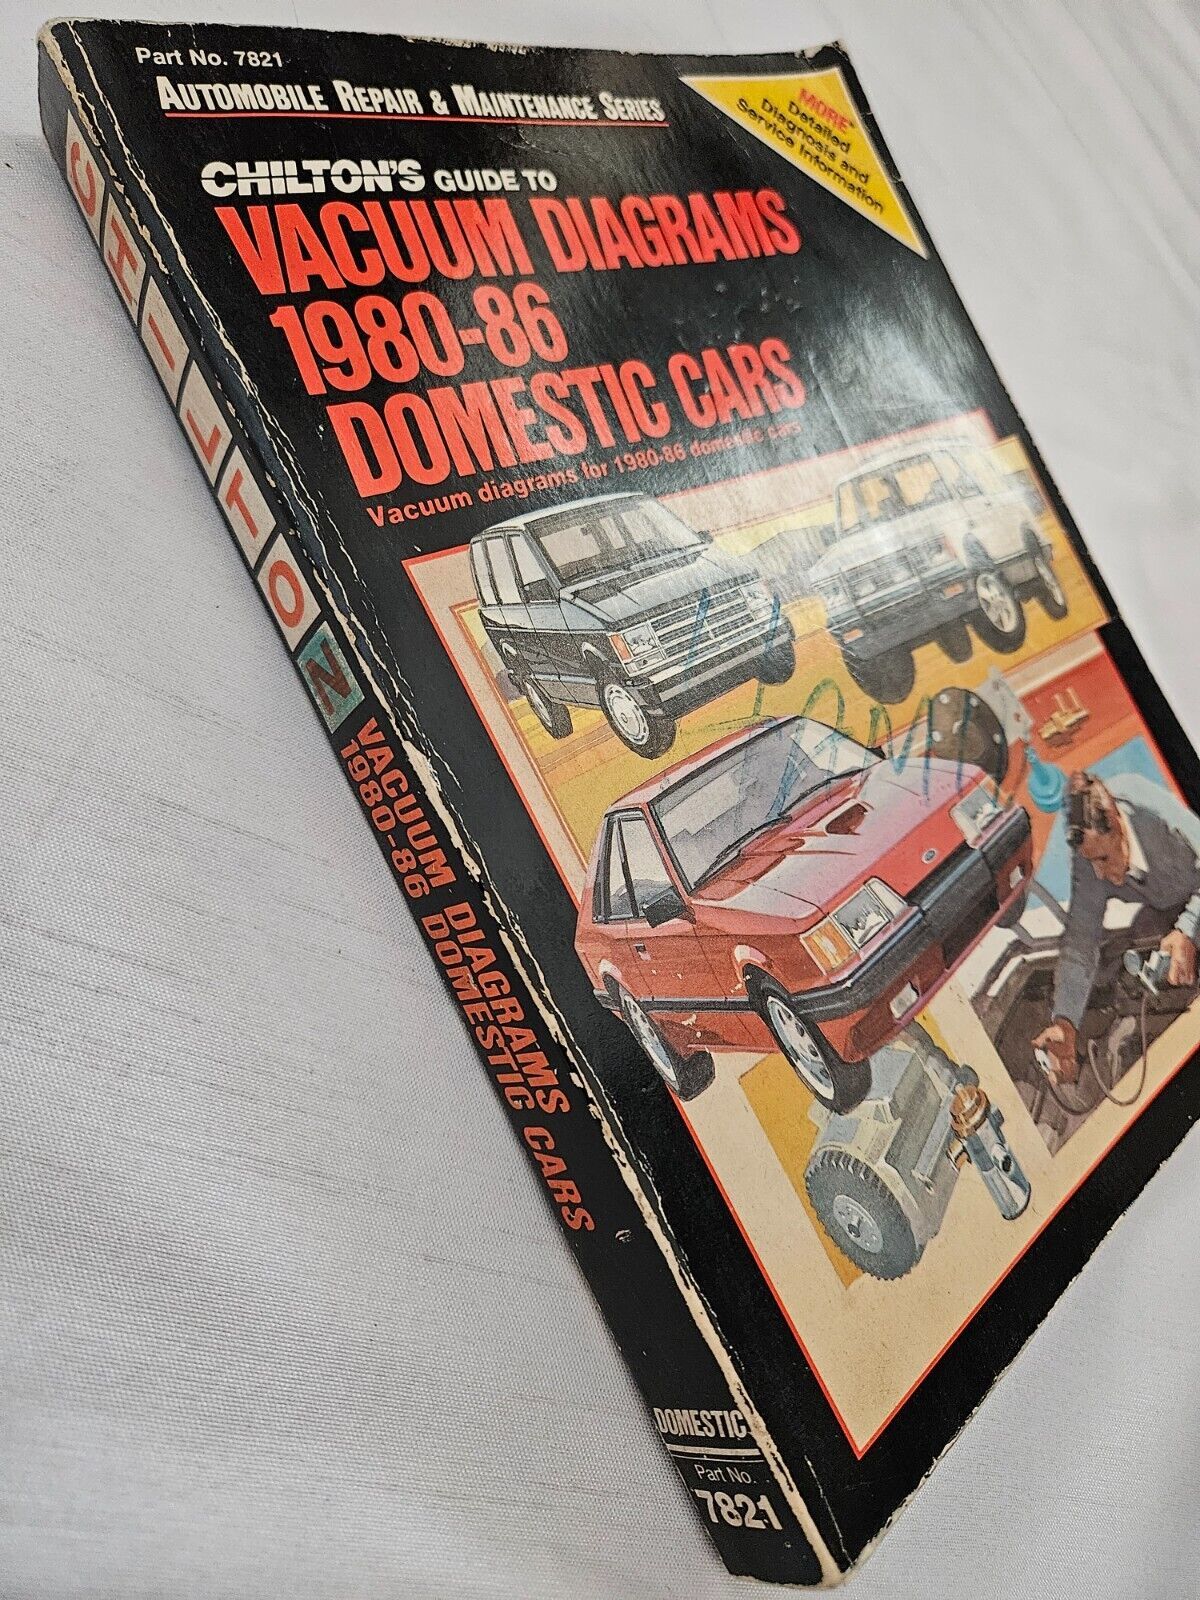 Part No. 7821
AUTOMOBILE REPAIR & MAINTENANCE SERIES
MORE
Detailed
Diagnosis and
Service Information
CHILTON'S GUIDE TO
VACUUM DIAGRAMS
1980-86
DOMESTIC CARS
Vacuum diagrams for 1980-86 domestic cars
CHILTON
VACUUM DIAGRAMS
1980-86 DOMESTIC CARS
DOMESTIC
Part No.
7821